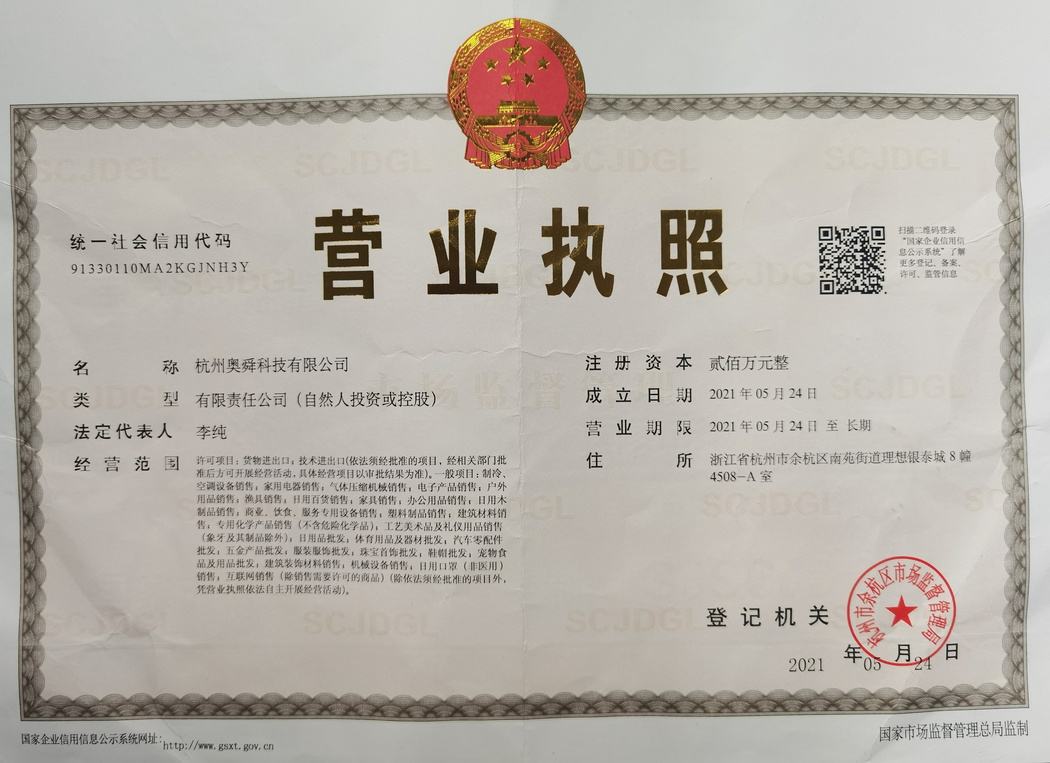 营业执照
统一社会信用代码
91330110MA2KGJNH3Y
扫描二维码登录
“国家企业信用信
息公示系统”了解
更多登记、备案、
许可、监管信息
名称 杭州奥舜科技有限公司
类型 有限责任公司（自然人投资或控股）
法定代表人 李纯
经营范围 许可项目：货物进出口；技术进出口(依法须经批准的项目，经相关部门批
准后方可开展经营活动，具体经营项目以审批结果为准)。一般项目：制冷、
空调设备销售；家用电器销售；气体压缩机械销售；电子产品销售；户外
用品销售；渔具销售；日用百货销售；家具销售；办公用品销售；日用木
制品销售；商业、饮食、服务专用设备销售；塑料制品销售；建筑材料销
售；专用化学产品销售（不含危险化学品）；工艺美术品及礼仪用品销售
（象牙及其制品除外）；日用品批发；体育用品及器材批发；汽车零配件
批发；五金产品批发；服装服饰批发；珠宝首饰批发；鞋帽批发；宠物食
品及用品批发；建筑装饰材料销售；机械设备销售；日用口罩（非医用）
销售；互联网销售（除销售需要许可的商品）(除依法须经批准的项目外，
凭营业执照依法自主开展经营活动)。
注册资本 贰佰万元整
成立日期 2021年05月24日
营业期限 2021年05月24日 至 长期
住所 浙江省杭州市余杭区南苑街道理想银泰城8幢
4508-A室
登记机关
杭州市余杭区市场监督管理局
2021年05月24日
国家企业信用信息公示系统网址：http://www.gsxt.gov.cn
国家市场监督管理总局监制
SCJDGL
市场监督管理